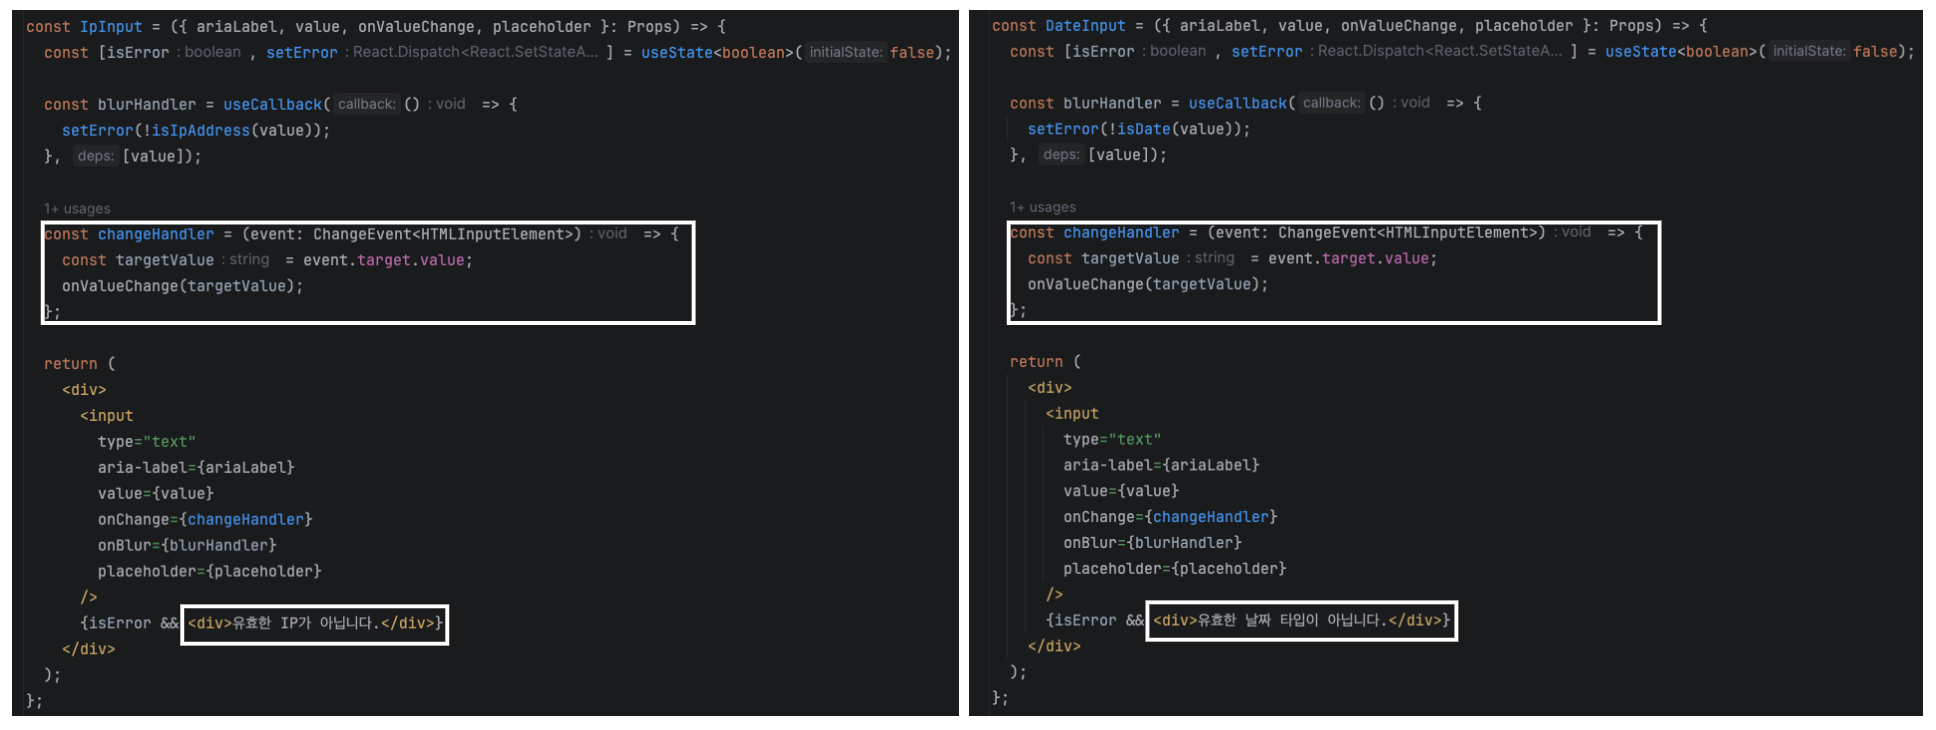 const IpInput = ({ ariaLabel, value, onValueChange, placeholder }: Props) => {
const [isError : boolean , setError : React.Dispatch<React.SetStateA... ] = useState<boolean>( initialState: false);
const blurHandler = useCallback( callback: () : void => {
setError(!isIpAddress(value));
}, deps: [value]);
1+ usages
const changeHandler = (event: ChangeEvent<HTMLInputElement>) : void => {
const targetValue : string = event.target.value;
onValueChange(targetValue);
};
return (
<div>
<input
type="text"
aria-label={ariaLabel}
value={value}
onChange={changeHandler}
onBlur={blurHandler}
placeholder={placeholder}
/>
{isError && <div>유효한 IP가 아닙니다.</div>}
</div>
);
};
const DateInput = ({ ariaLabel, value, onValueChange, placeholder }: Props) => {
const [isError : boolean , setError : React.Dispatch<React.SetStateA... ] = useState<boolean>( initialState: false);
const blurHandler = useCallback( callback: () : void => {
setError(!isDate(value));
}, deps: [value]);
1+ usages
const changeHandler = (event: ChangeEvent<HTMLInputElement>) : void => {
const targetValue : string = event.target.value;
onValueChange(targetValue);
};
return (
<div>
<input
type="text"
aria-label={ariaLabel}
value={value}
onChange={changeHandler}
onBlur={blurHandler}
placeholder={placeholder}
/>
{isError && <div>유효한 날짜 타입이 아닙니다.</div>}
</div>
);
};